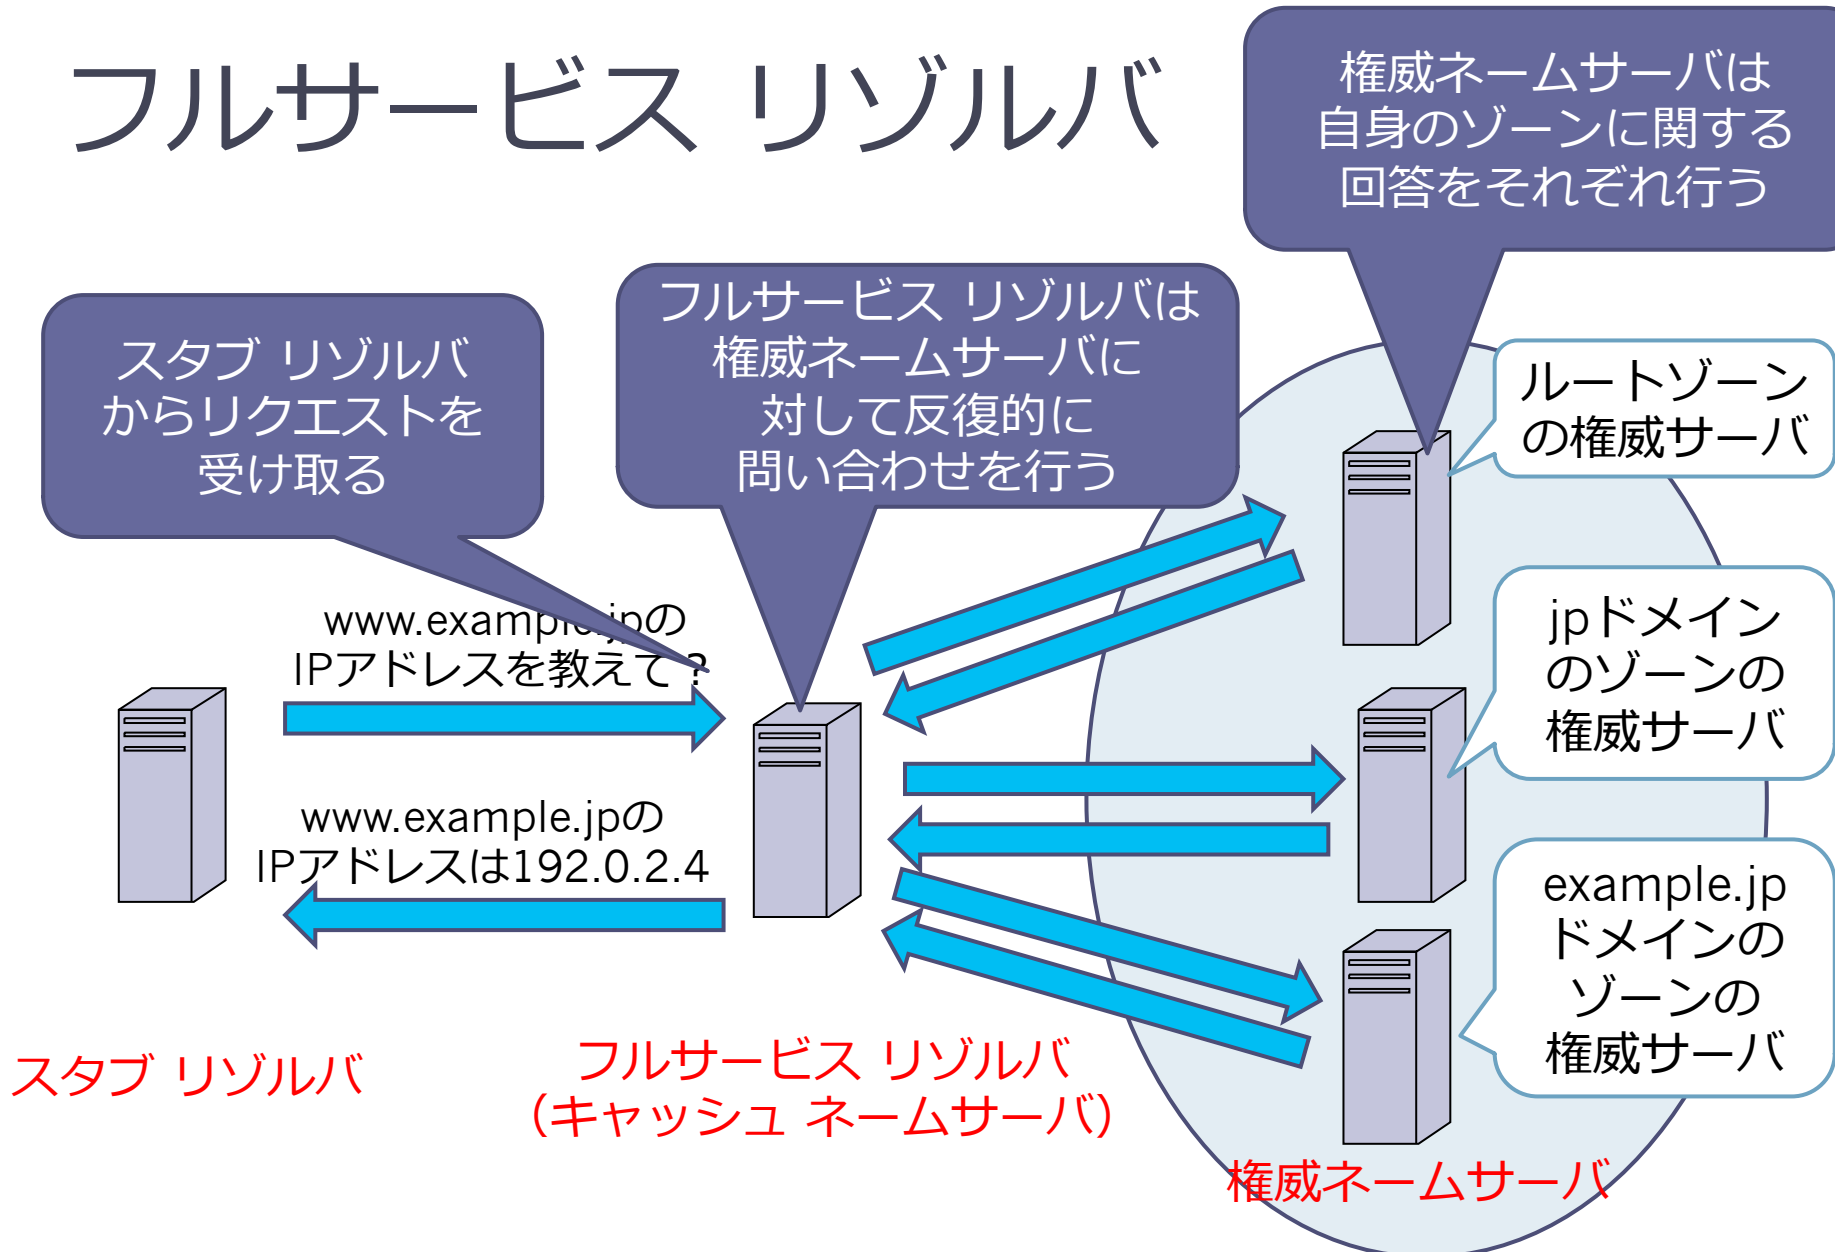 フルサービス リゾルバ
権威ネームサーバは
自身のゾーンに関する
回答をそれぞれ行う
スタブ リゾルバ
からリクエストを
受け取る
フルサービス リゾルバは
権威ネームサーバに
対して反復的に
問い合わせを行う
ルートゾーン
の権威サーバ
www.example.jpの
IPアドレスを教えて？
jpドメイン
のゾーンの
権威サーバ
www.example.jpの
IPアドレスは192.0.2.4
example.jp
ドメインの
ゾーンの
権威サーバ
スタブ リゾルバ
フルサービス リゾルバ
（キャッシュ ネームサーバ）
権威ネームサーバ